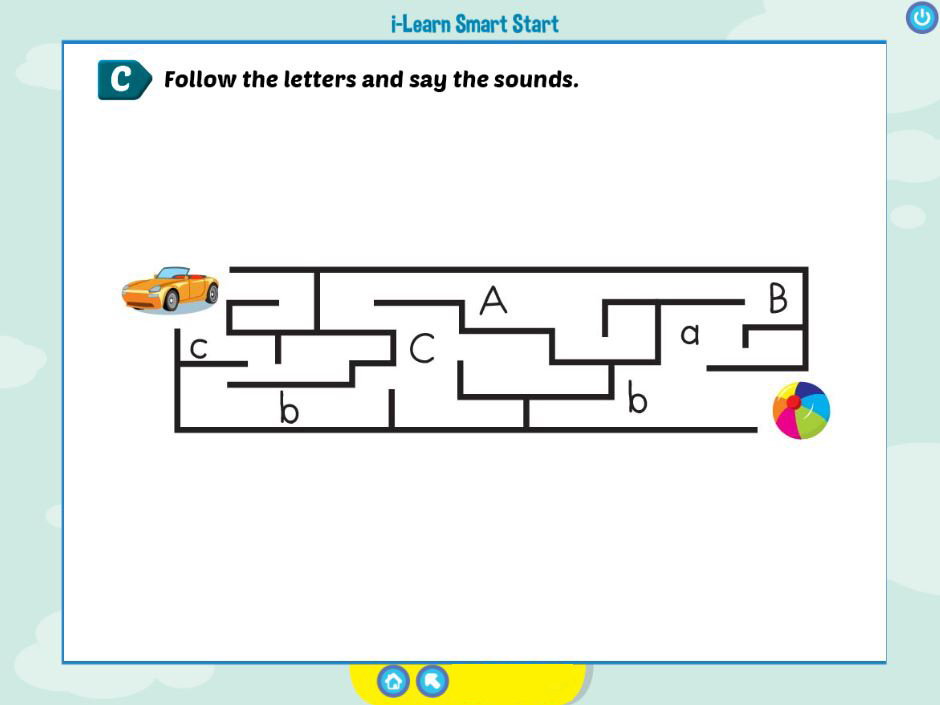 i-Learn Smart Start
C Follow the letters and say the sounds.
A B
c C a
b b